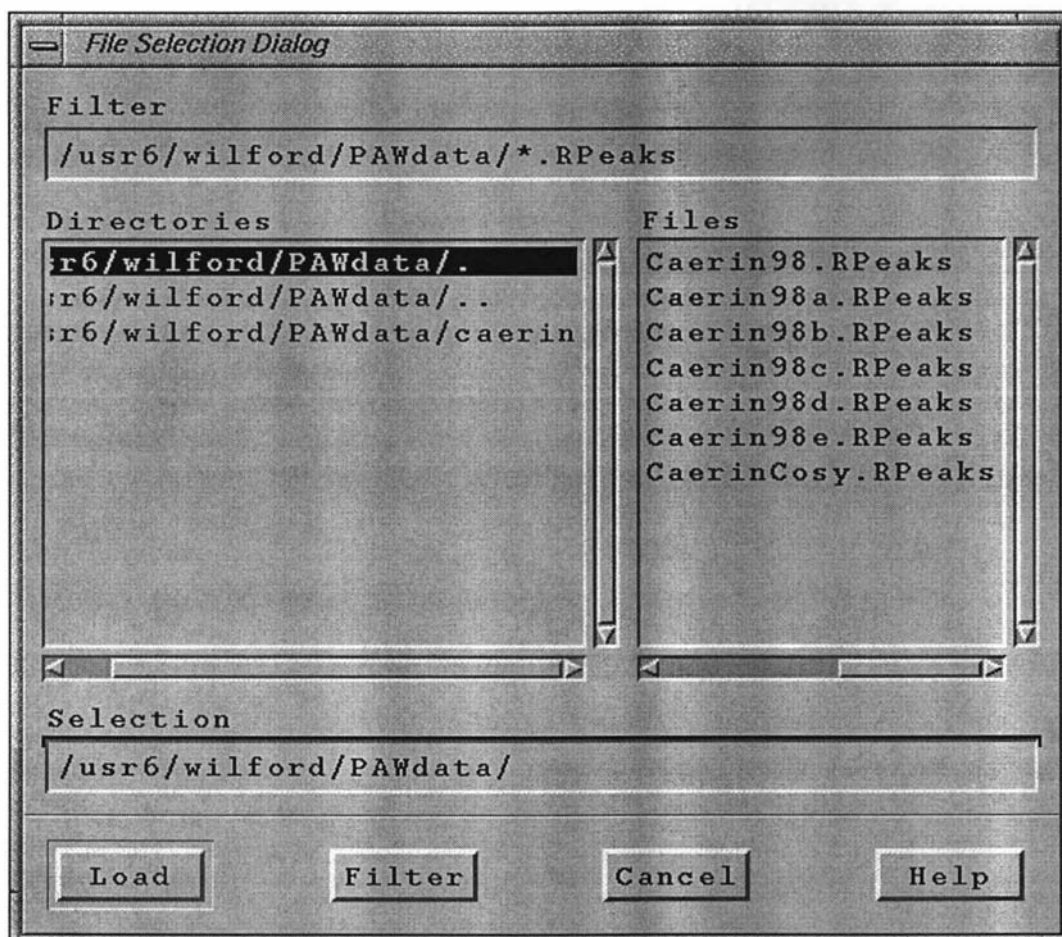 File Selection Dialog
Filter
/usr6/wilford/PAWdata/*.RPeaks
Directories
r6/wilford/PAWdata/.
r6/wilford/PAWdata/..
r6/wilford/PAWdata/caerin
Files
Caerin98.RPeaks
Caerin98a.RPeaks
Caerin98b.RPeaks
Caerin98c.RPeaks
Caerin98d.RPeaks
Caerin98e.RPeaks
CaerinCosy.RPeaks
Selection
/usr6/wilford/PAWdata/
Load
Filter
Cancel
Help